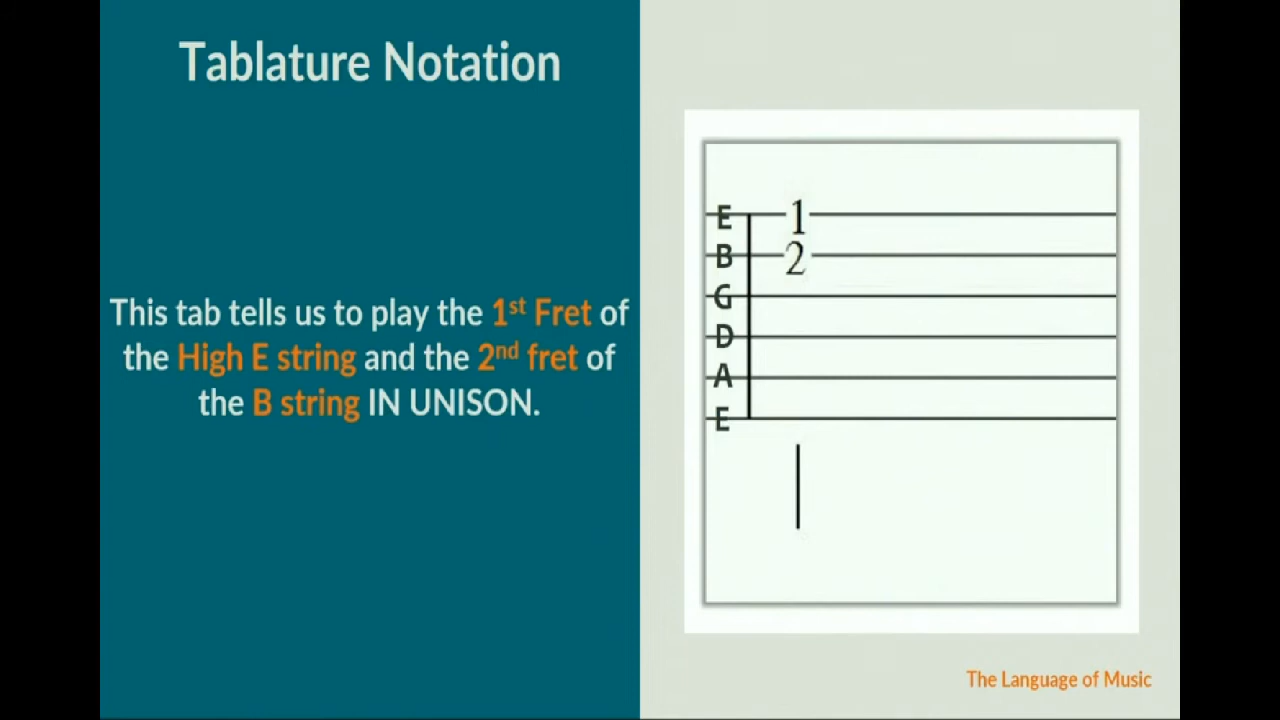 Tablature Notation
This tab tells us to play the 1st Fret of
the High E string and the 2nd fret of
the B string IN UNISON.
E 1
B 2
G
D
A
E
The Language of Music